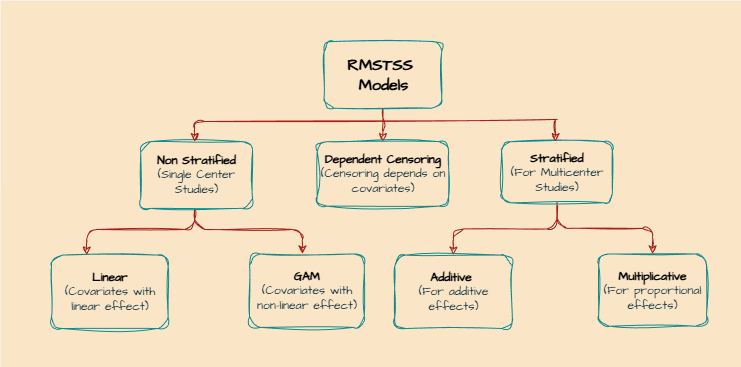 RMSTSS
Models
Non Stratified
(Single Center
Studies)
Dependent Censoring
(Censoring depends on
covariates)
Stratified
(For Multicenter
Studies)
Linear
(Covariates with
linear effect)
GAM
(Covariates with
non-linear effect)
Additive
(For additive
effects)
Multiplicative
(For proportional
effects)